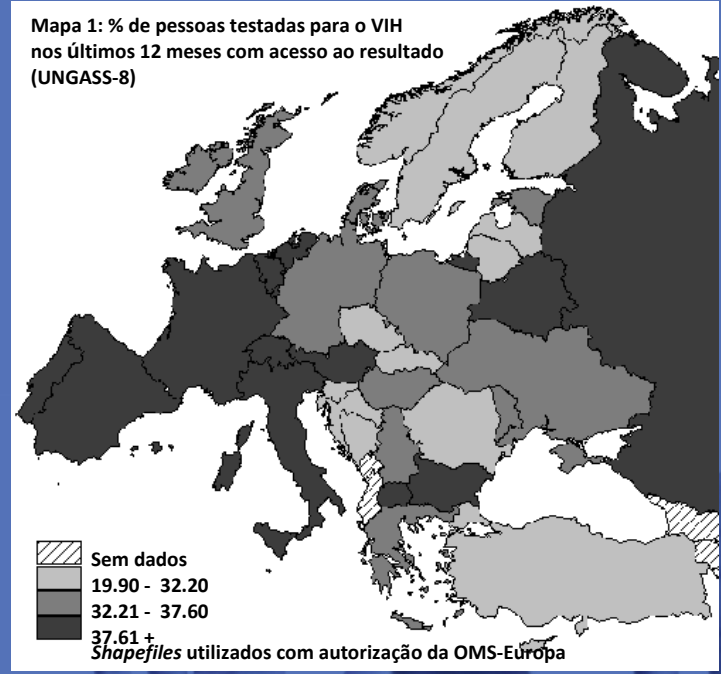 Mapa 1: % de pessoas testadas para o VIH
nos últimos 12 meses com acesso ao resultado
(UNGASS-8)
Sem dados
19.90 - 32.20
32.21 - 37.60
37.61 +
Shapefiles utilizados com autorização da OMS-Europa